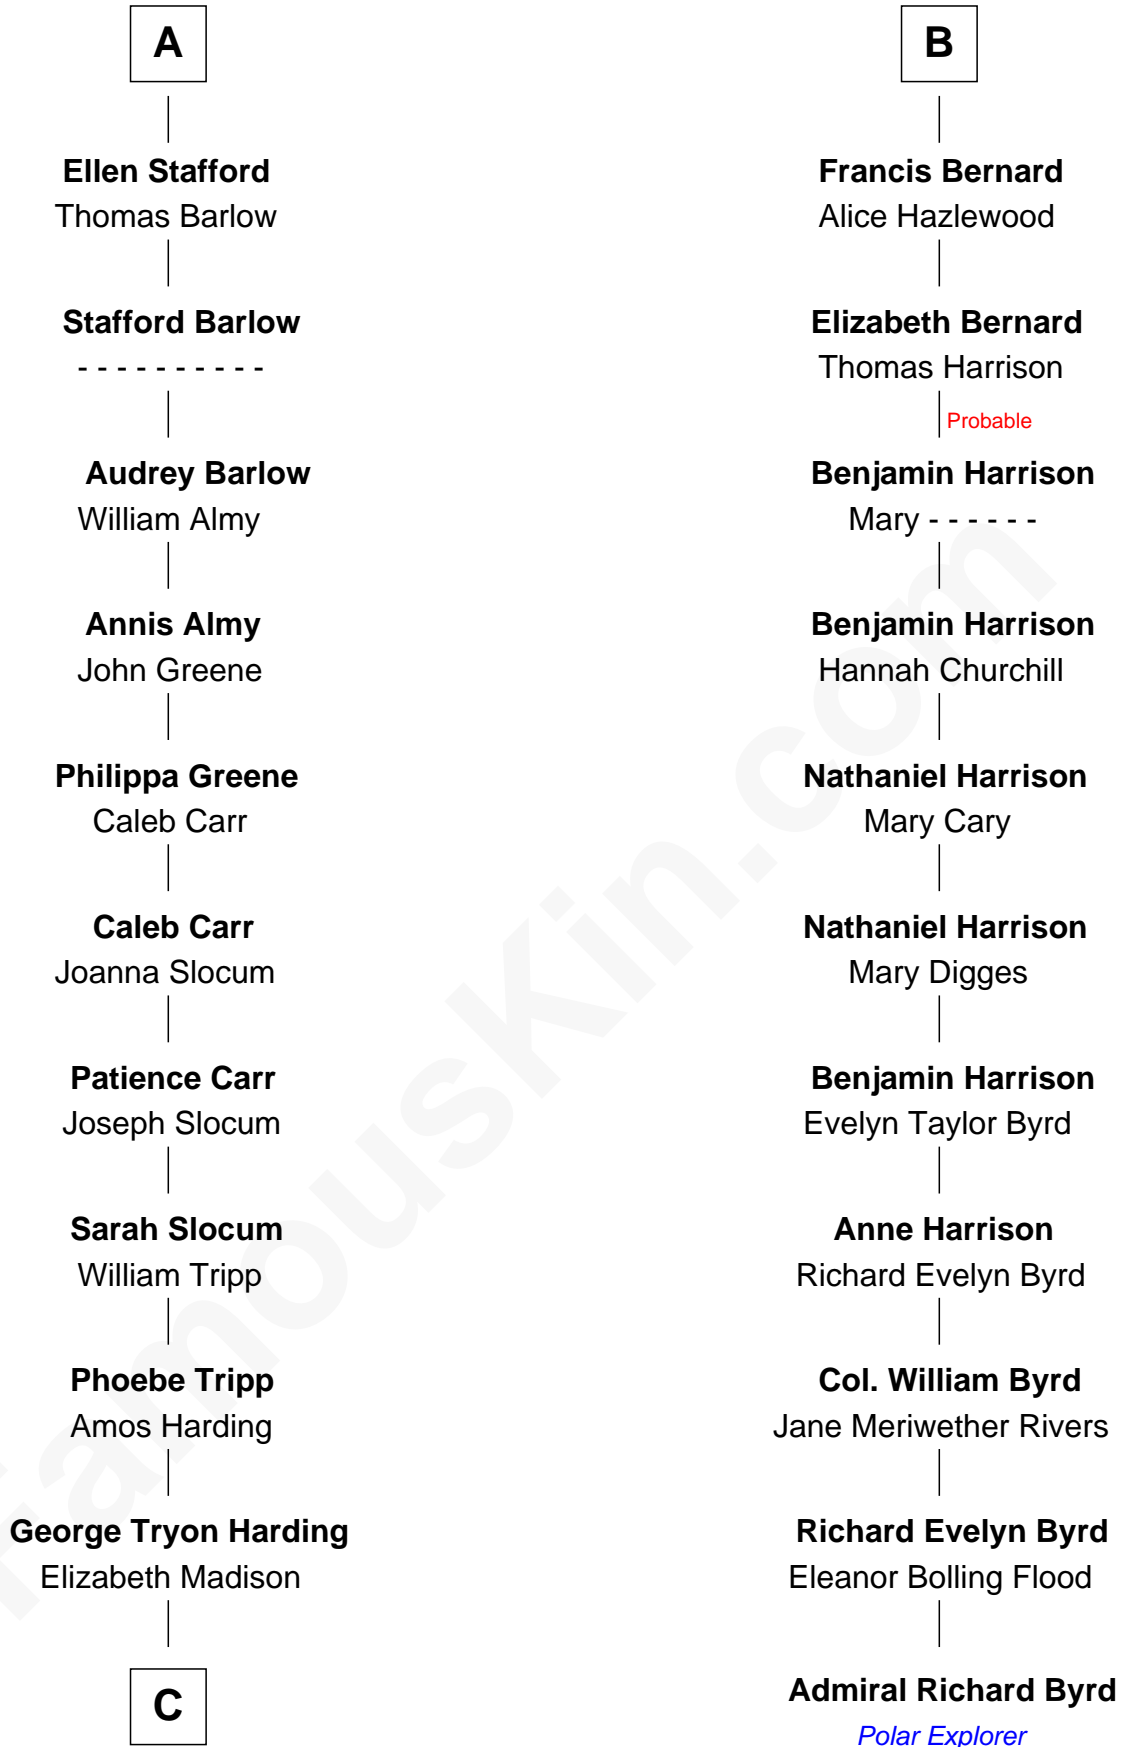 A
Ellen Stafford
Thomas Barlow
Stafford Barlow
- - - - - - - - - -
Audrey Barlow
William Almy
Annis Almy
John Greene
Philippa Greene
Caleb Carr
Caleb Carr
Joanna Slocum
Patience Carr
Joseph Slocum
Sarah Slocum
William Tripp
Phoebe Tripp
Amos Harding
George Tryon Harding
Elizabeth Madison
C
B
Francis Bernard
Alice Hazlewood
Elizabeth Bernard
Thomas Harrison
Probable
Benjamin Harrison
Mary - - - - - -
Benjamin Harrison
Hannah Churchill
Nathaniel Harrison
Mary Cary
Nathaniel Harrison
Mary Digges
Benjamin Harrison
Evelyn Taylor Byrd
Anne Harrison
Richard Evelyn Byrd
Col. William Byrd
Jane Meriwether Rivers
Richard Evelyn Byrd
Eleanor Bolling Flood
Admiral Richard Byrd
Polar Explorer
FamousKin.com